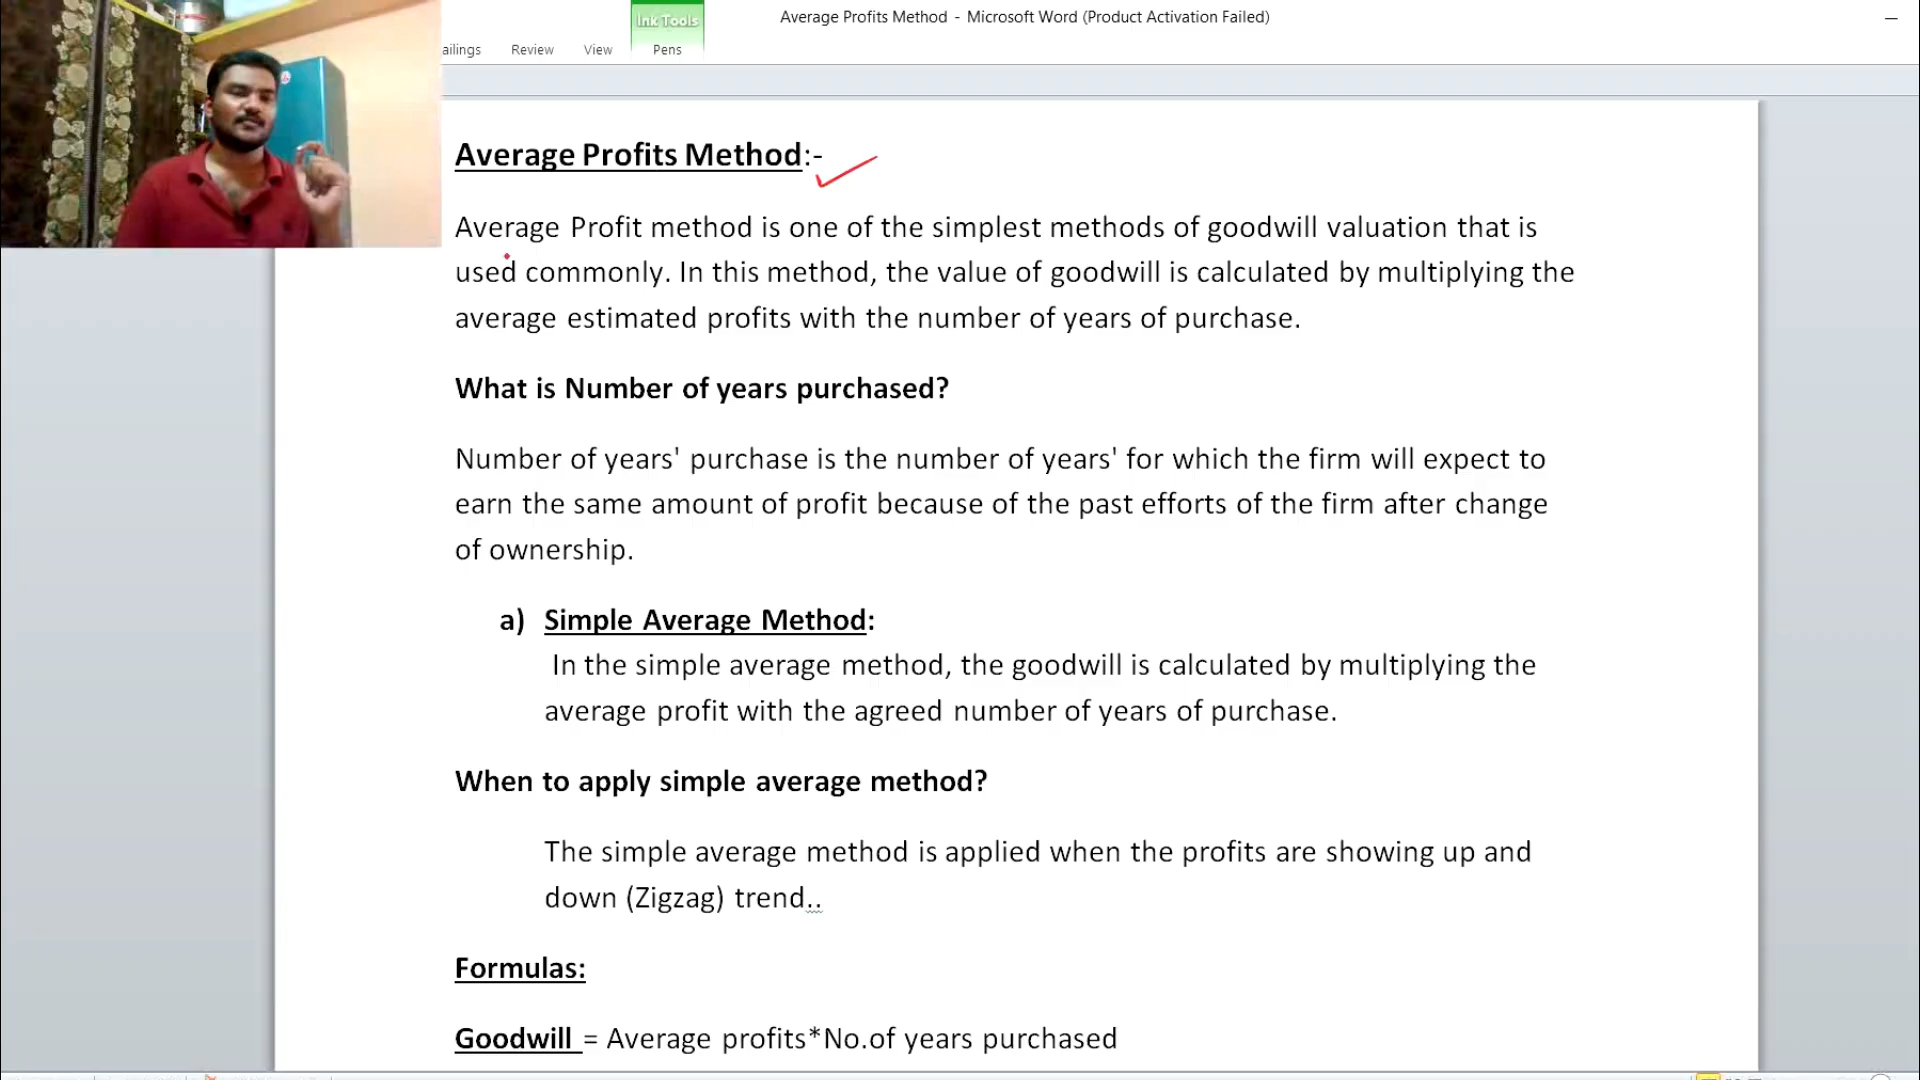 Ink Tools
Average Profits Method - Microsoft Word (Product Activation Failed)
ailings Review View Pens
Average Profits Method:-
Average Profit method is one of the simplest methods of goodwill valuation that is
used commonly. In this method, the value of goodwill is calculated by multiplying the
average estimated profits with the number of years of purchase.
What is Number of years purchased?
Number of years' purchase is the number of years' for which the firm will expect to
earn the same amount of profit because of the past efforts of the firm after change
of ownership.
a) Simple Average Method:
In the simple average method, the goodwill is calculated by multiplying the
average profit with the agreed number of years of purchase.
When to apply simple average method?
The simple average method is applied when the profits are showing up and
down (Zigzag) trend..
Formulas:
Goodwill = Average profits*No.of years purchased